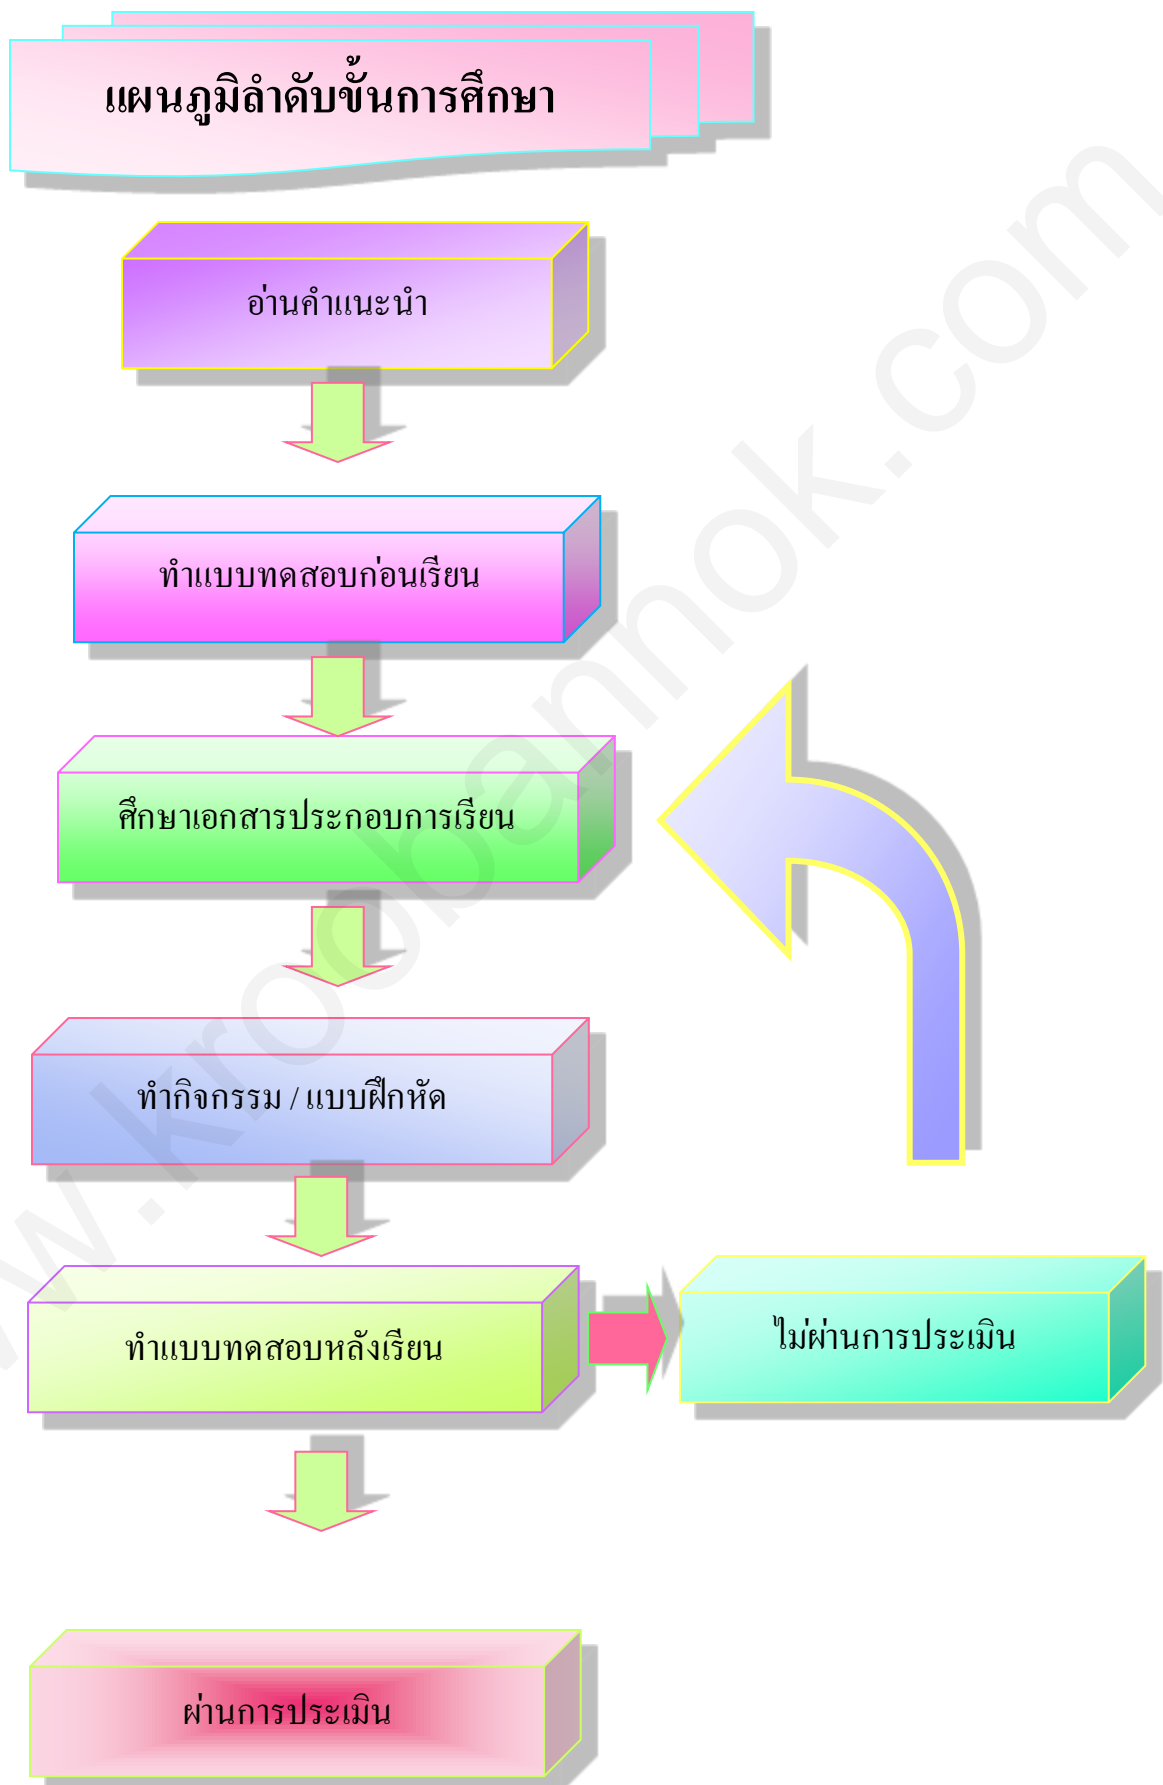 แผนภูมิลำดับขั้นการศึกษา
อ่านคำแนะนำ
ทำแบบทดสอบก่อนเรียน
ศึกษาเอกสารประกอบการเรียน
ทำกิจกรรม / แบบฝึกหัด
ทำแบบทดสอบหลังเรียน
ไม่ผ่านการประเมิน
ผ่านการประเมิน
w.kroobannok.com